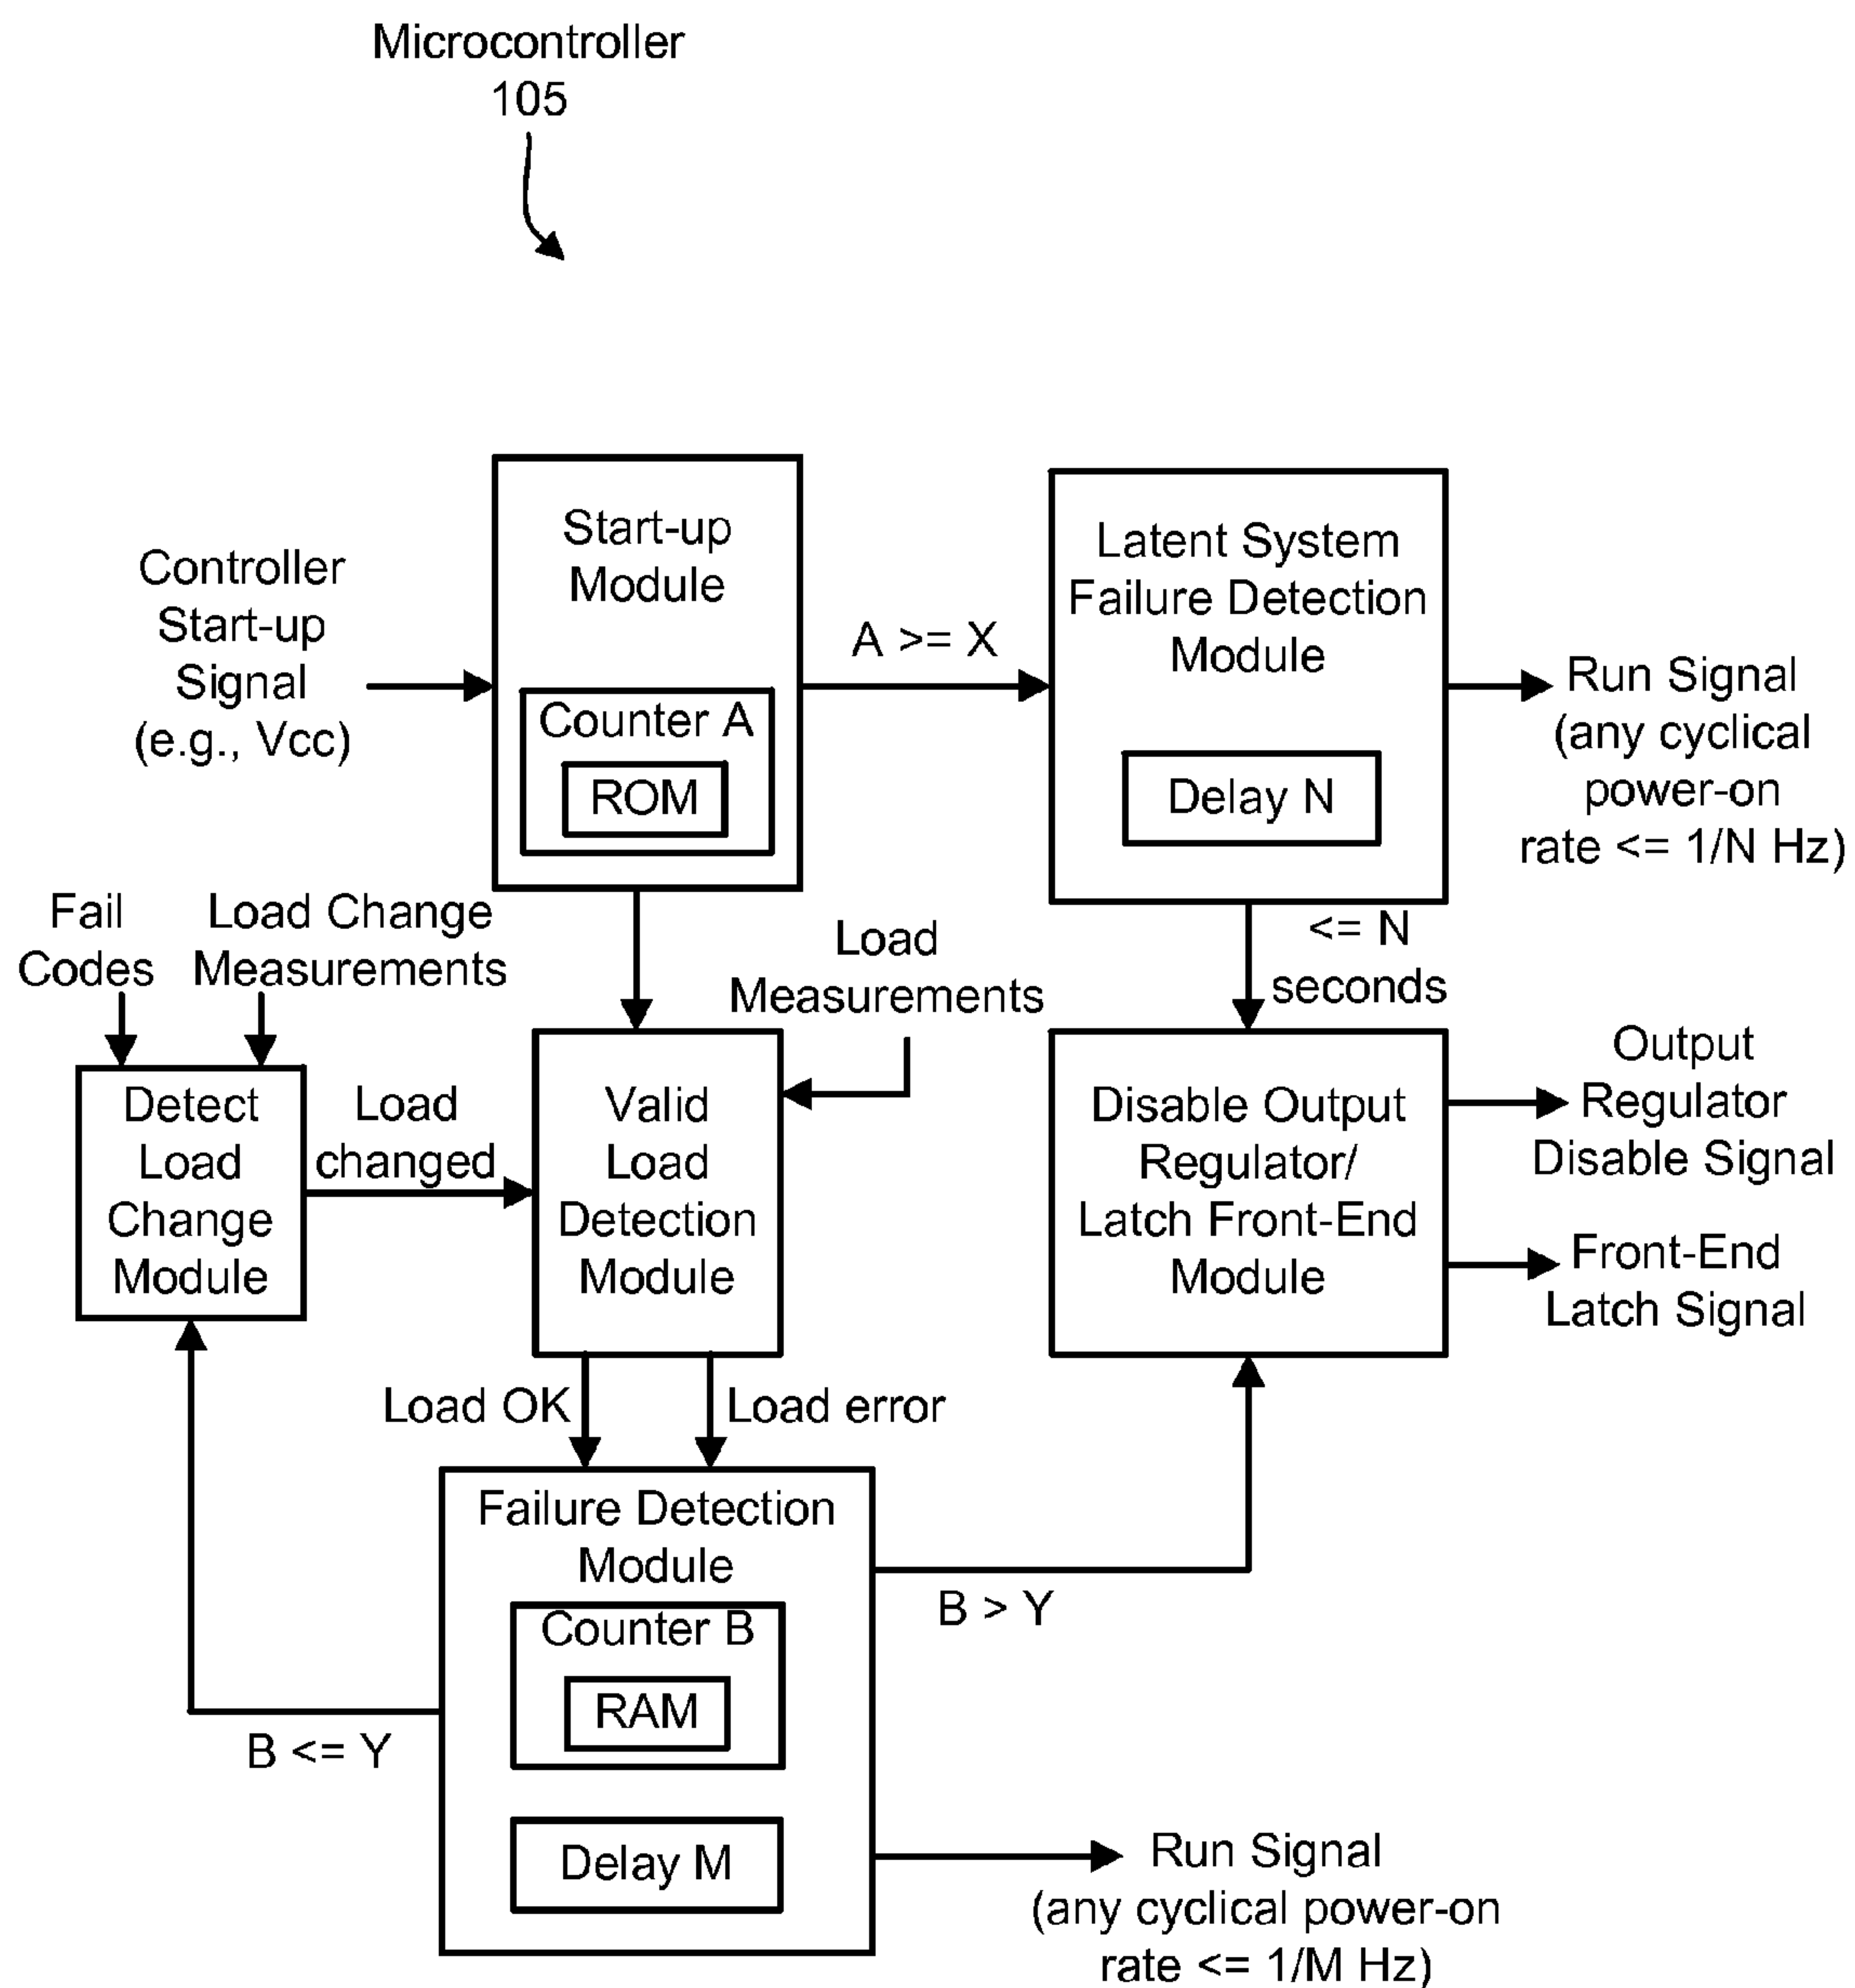 Microcontroller
105
Controller
Start-up
Signal
(e.g., Vcc)
Start-up
Module
Counter A
ROM
A >= X
Latent System
Failure Detection
Module
Delay N
Run Signal
(any cyclical
power-on
rate <= 1/N Hz)
Fail
Codes
Load Change
Measurements
Load
Measurements
<= N
seconds
Detect
Load
Change
Module
Load
changed
Valid
Load
Detection
Module
Disable Output
Regulator/
Latch Front-End
Module
Output
Regulator
Disable Signal
Front-End
Latch Signal
Load OK
Load error
Failure Detection
Module
Counter B
RAM
Delay M
B > Y
B <= Y
Run Signal
(any cyclical power-on
rate <= 1/M Hz)